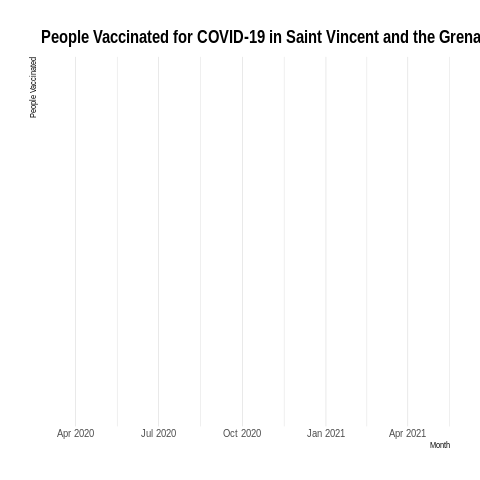 People Vaccinated for COVID-19 in Saint Vincent and the Grena
People Vaccinated
Apr 2020
Jul 2020
Oct 2020
Jan 2021
Apr 2021
Month